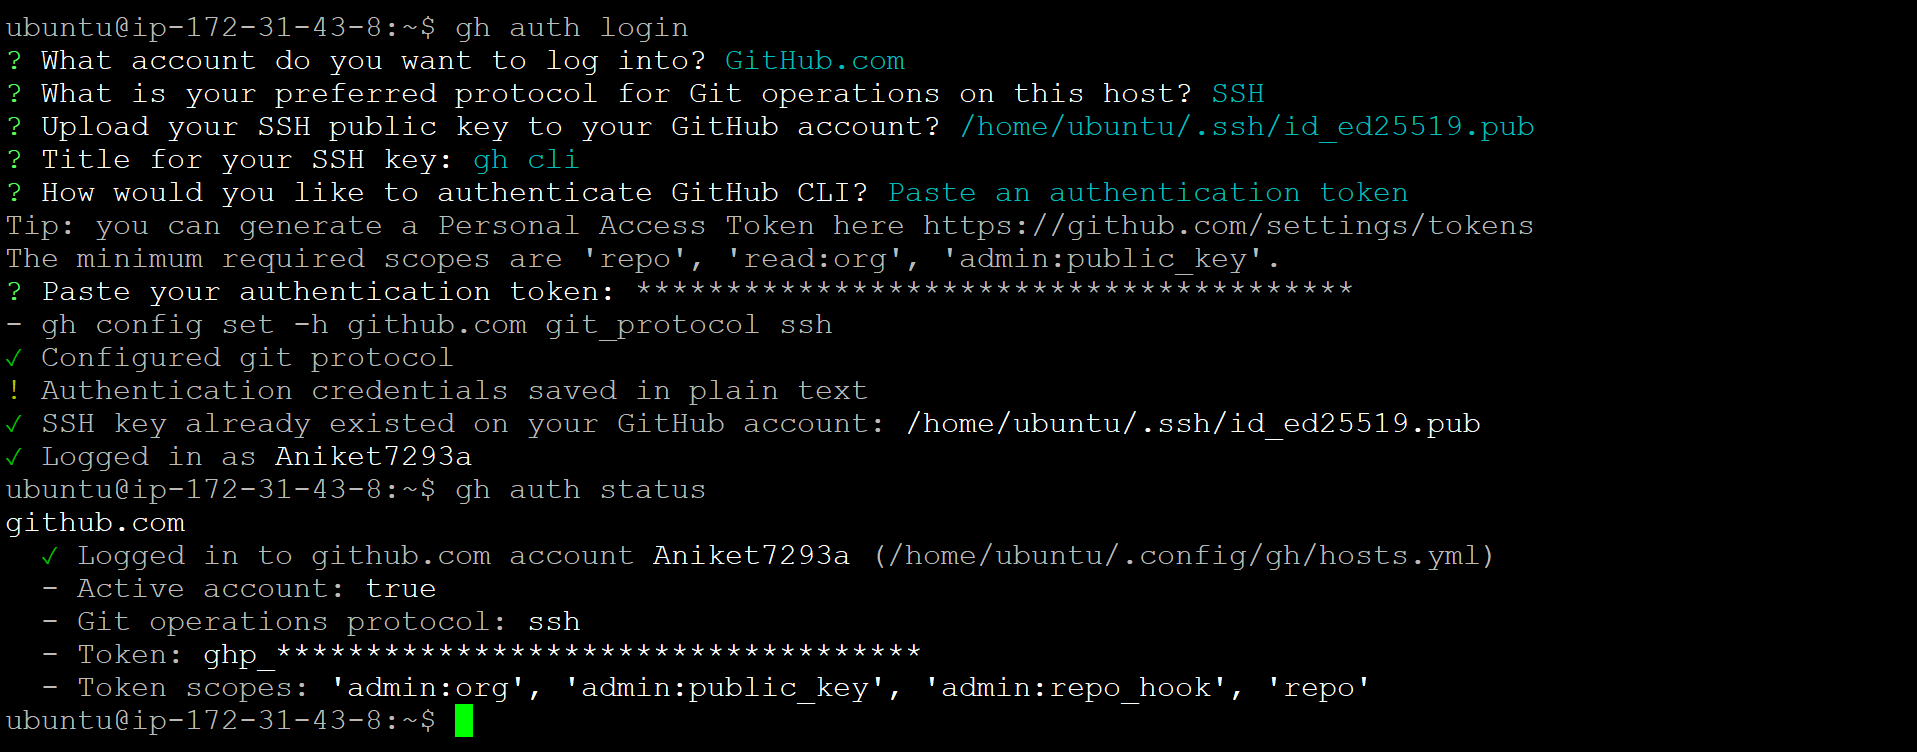 ubuntu@ip-172-31-43-8:~$ gh auth login
? What account do you want to log into? GitHub.com
? What is your preferred protocol for Git operations on this host? SSH
? Upload your SSH public key to your GitHub account? /home/ubuntu/.ssh/id_ed25519.pub
? Title for your SSH key: gh cli
? How would you like to authenticate GitHub CLI? Paste an authentication token
Tip: you can generate a Personal Access Token here https://github.com/settings/tokens
The minimum required scopes are 'repo', 'read:org', 'admin:public_key'.
? Paste your authentication token: ****************************************
- gh config set -h github.com git_protocol ssh
✓ Configured git protocol
! Authentication credentials saved in plain text
✓ SSH key already existed on your GitHub account: /home/ubuntu/.ssh/id_ed25519.pub
✓ Logged in as Aniket7293a
ubuntu@ip-172-31-43-8:~$ gh auth status
github.com
  ✓ Logged in to github.com account Aniket7293a (/home/ubuntu/.config/gh/hosts.yml)
  - Active account: true
  - Git operations protocol: ssh
  - Token: ghp_************************************
  - Token scopes: 'admin:org', 'admin:public_key', 'admin:repo_hook', 'repo'
ubuntu@ip-172-31-43-8:~$